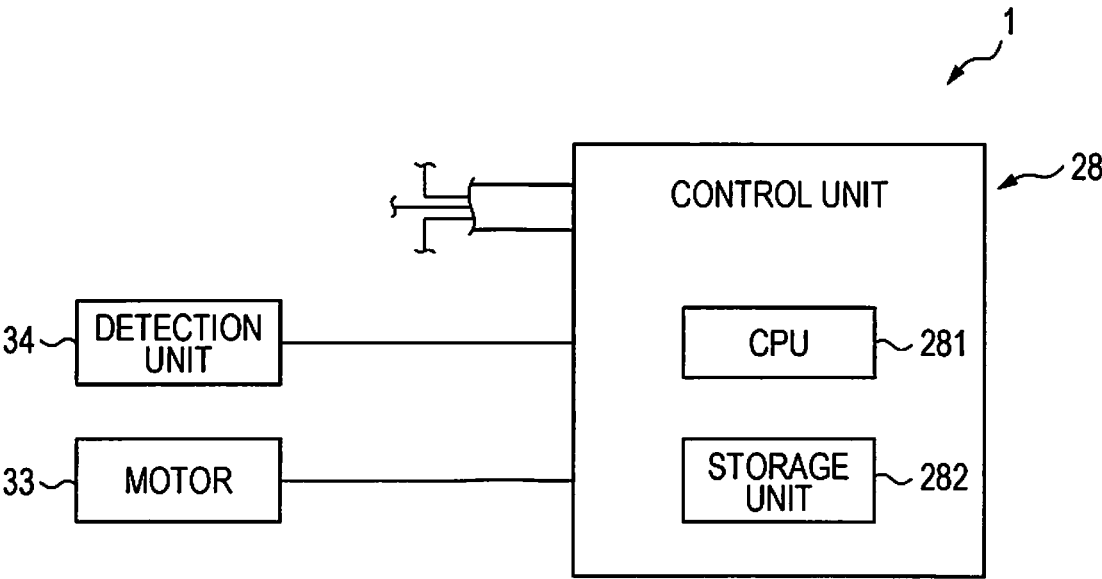 1
CONTROL UNIT
28
34
DETECTION
UNIT
CPU
281
33
MOTOR
STORAGE
UNIT
282